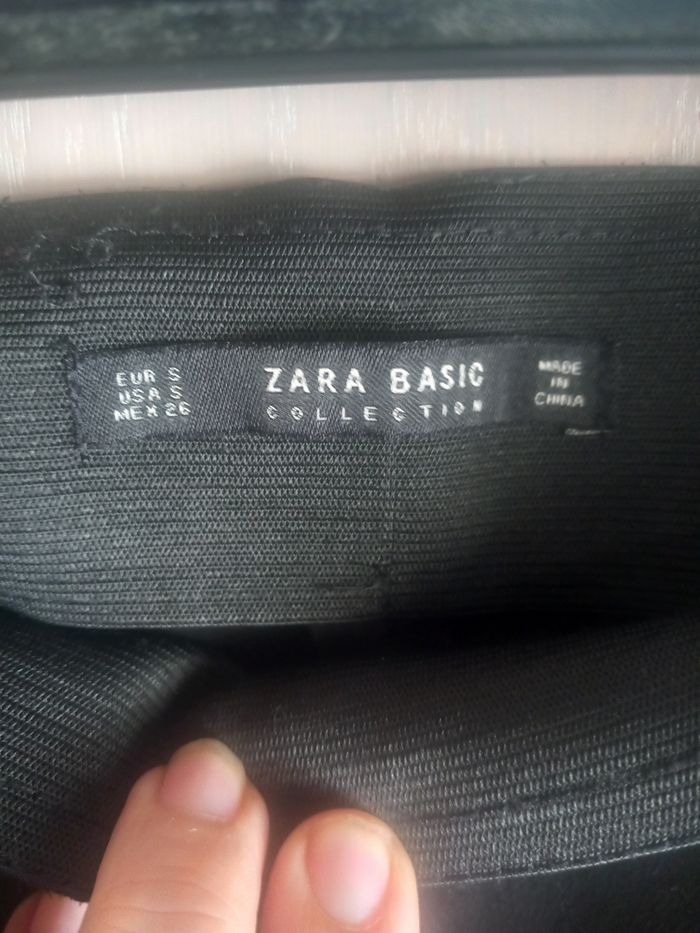 EUR S
USA S
MEX 26
ZARA BASIC
COLLECTION
MADE
IN
CHINA